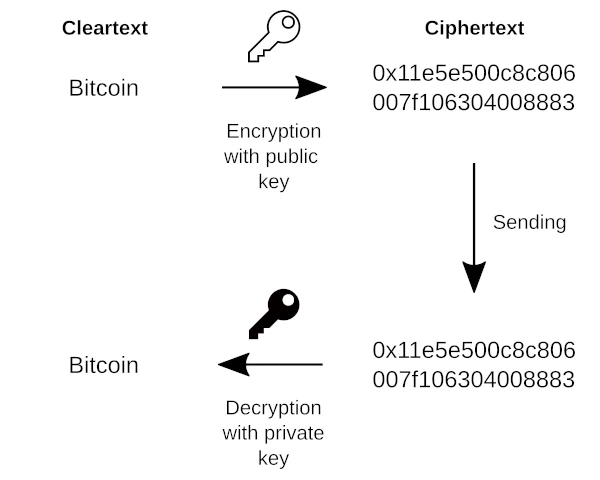 Cleartext
Ciphertext
Bitcoin
0x11e5e500c8c806
007f106304008883
Encryption
with public
key
Sending
Bitcoin
0x11e5e500c8c806
007f106304008883
Decryption
with private
key